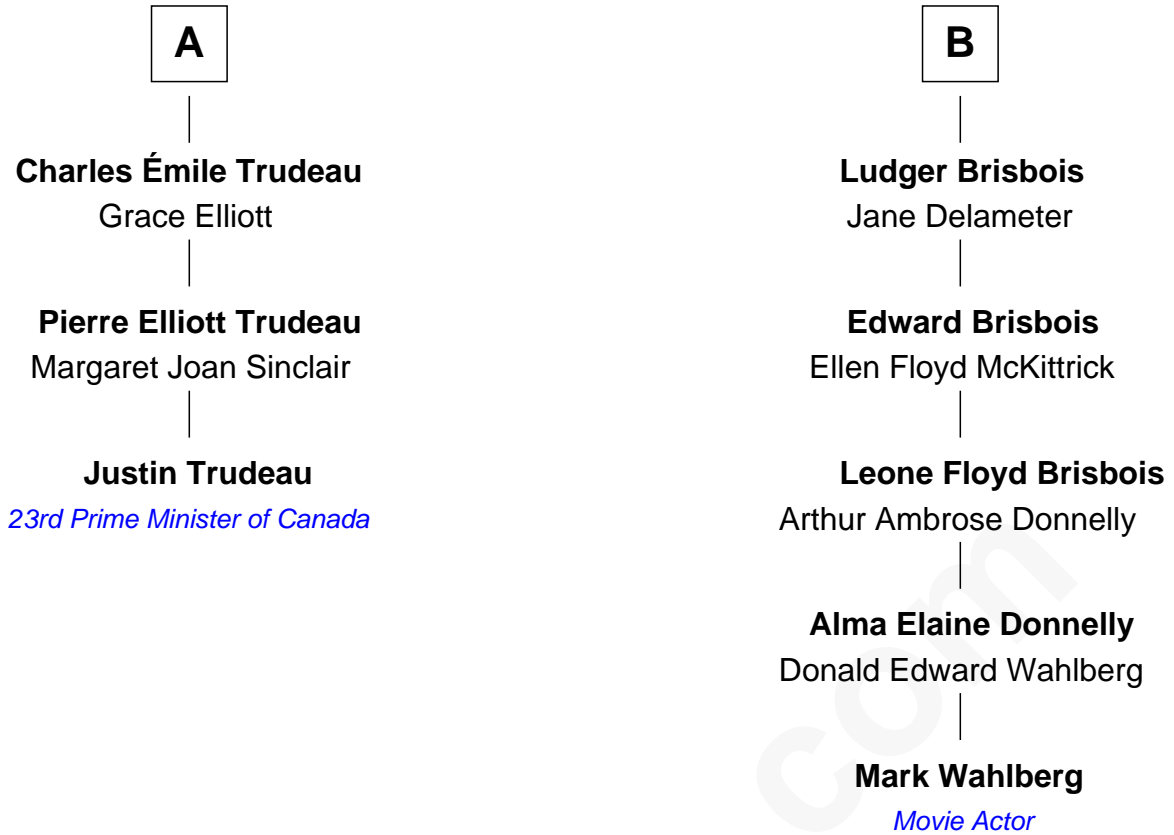 A
Charles Émile Trudeau
Grace Elliott
Pierre Elliott Trudeau
Margaret Joan Sinclair
Justin Trudeau
23rd Prime Minister of Canada
B
Ludger Brisbois
Jane Delameter
Edward Brisbois
Ellen Floyd McKittrick
Leone Floyd Brisbois
Arthur Ambrose Donnelly
Alma Elaine Donnelly
Donald Edward Wahlberg
Mark Wahlberg
Movie Actor
com